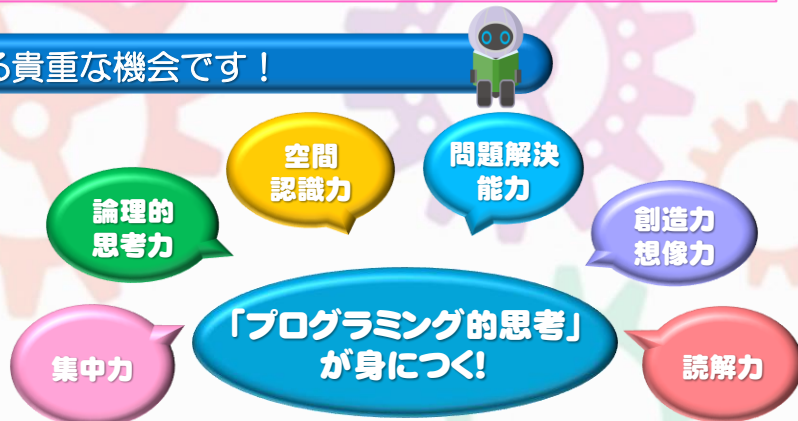 る貴重な機会です！
空間
認識力
問題解決
能力
論理的
思考力
創造力
想像力
「プログラミング的思考」
が身につく!
集中力
読解力